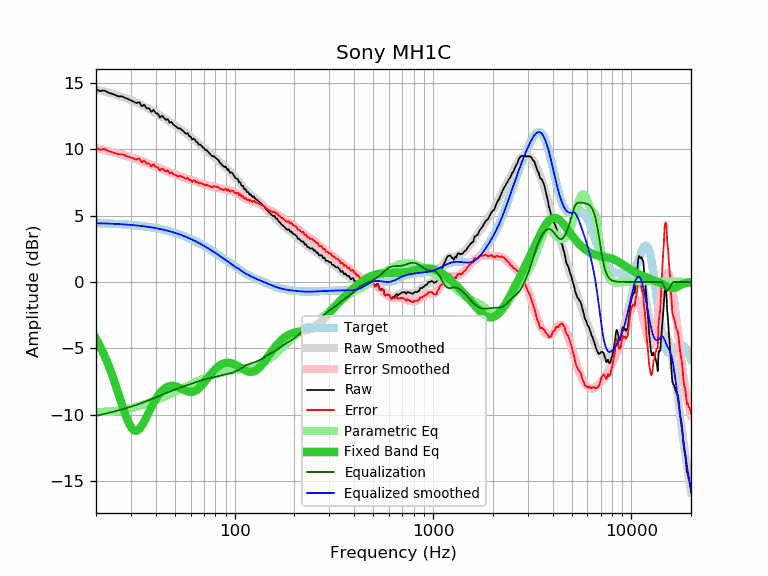 Sony MH1C
Amplitude (dBr)
15
10
5
0
−5
−10
−15
100
1000
10000
Frequency (Hz)
Target
Raw Smoothed
Error Smoothed
Raw
Error
Parametric Eq
Fixed Band Eq
Equalization
Equalized smoothed